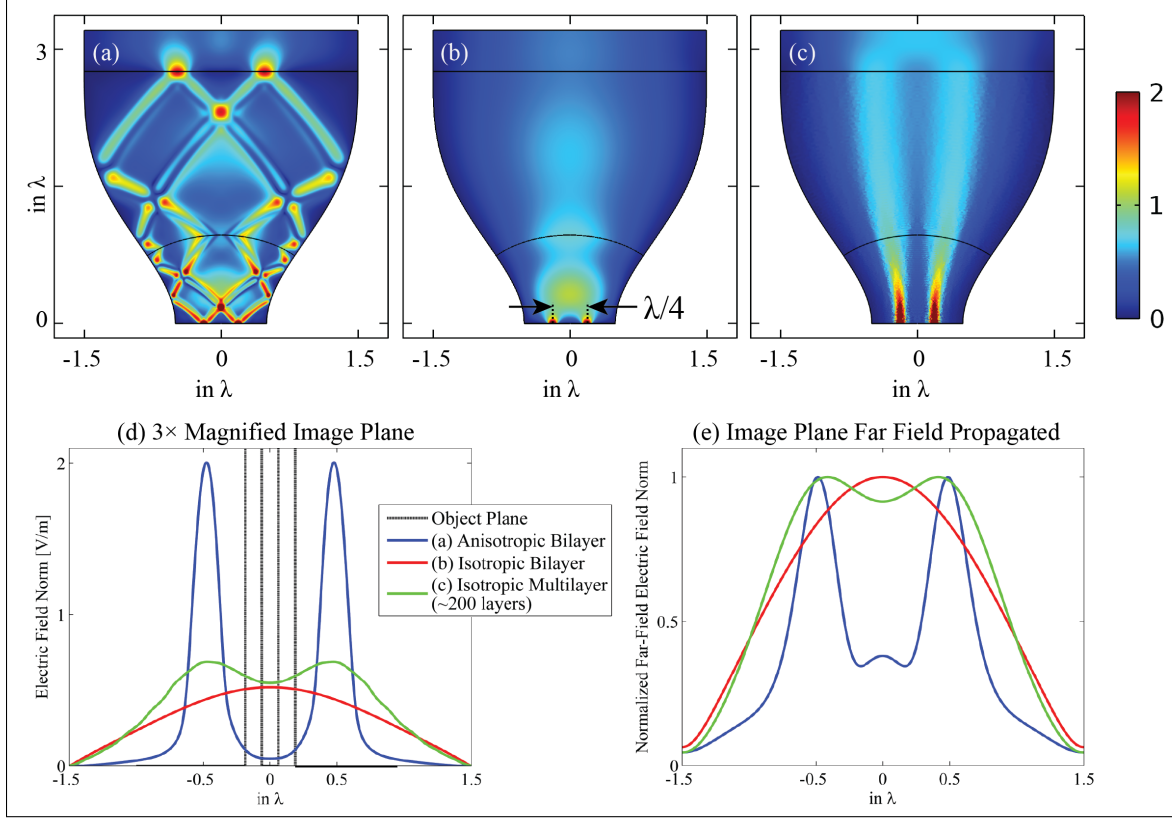 (a)
(b)
(c)
3
in λ
0
λ/4
-1.5
0
1.5
in λ
-1.5
0
1.5
in λ
-1.5
0
1.5
in λ
2
1
0
(d) 3× Magnified Image Plane
Electric Field Norm [V/m]
2
1
0
-1.5
-0.5
0
0.5
1.5
in λ
Object Plane
(a) Anisotropic Bilayer
(b) Isotropic Bilayer
(c) Isotropic Multilayer
(~200 layers)
(e) Image Plane Far Field Propagated
Normalized Far-Field Electric Field Norm
1
0.5
0
-1.5
-0.5
0
0.5
1.5
in λ